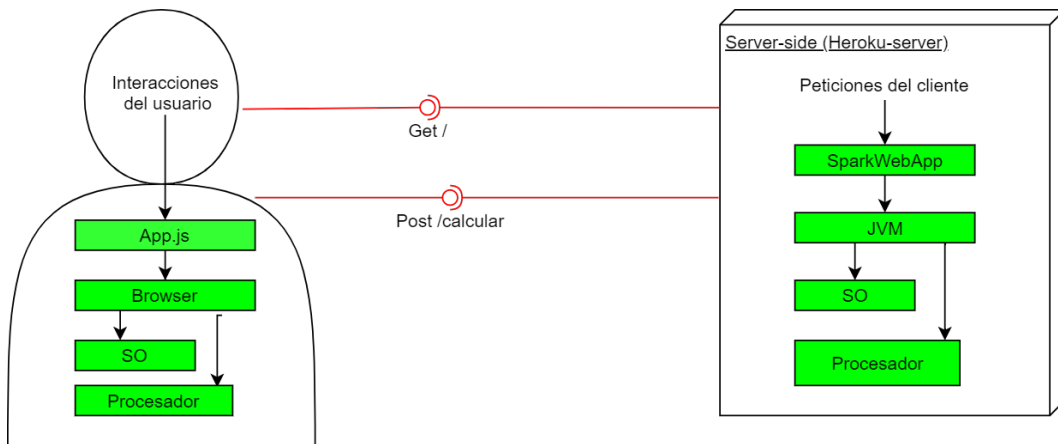 Interacciones
del usuario
App.js
Browser
SO
Procesador
Get /
Post /calcular
Server-side (Heroku-server)
Peticiones del cliente
SparkWebApp
JVM
SO
Procesador